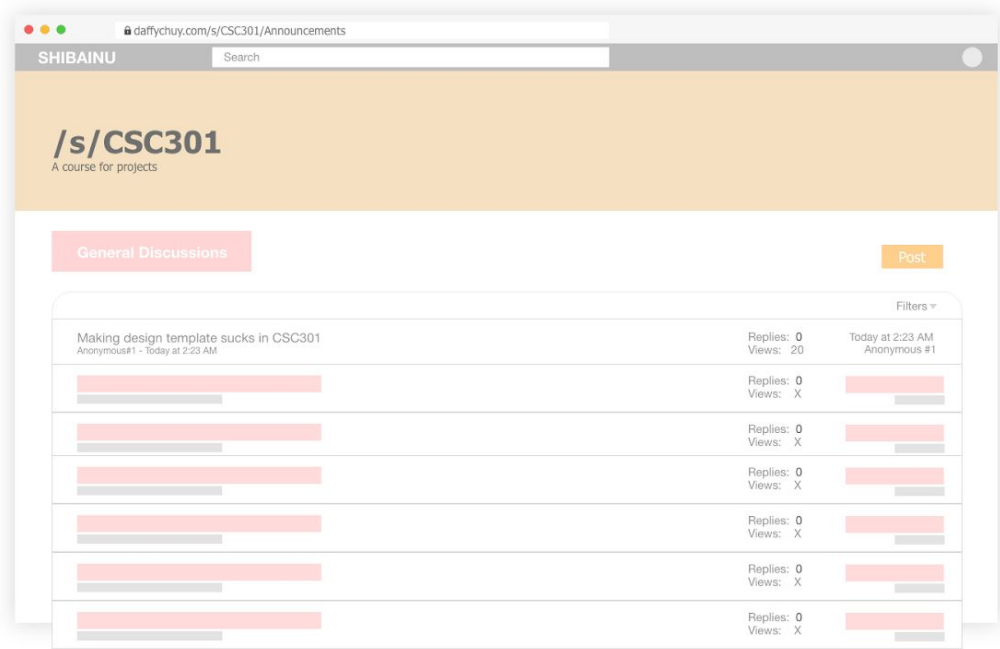 daffychuy.com/s/CSC301/Announcements
SHIBAINU
Search
/s/CSC301
A course for projects
General Discussions
Post
Filters
Making design template sucks in CSC301
Anonymous#1 - Today at 2:23 AM
Replies: 0
Views: 20
Today at 2:23 AM
Anonymous #1
Replies: 0
Views: X
Replies: 0
Views: X
Replies: 0
Views: X
Replies: 0
Views: X
Replies: 0
Views: X
Replies: 0
Views: X